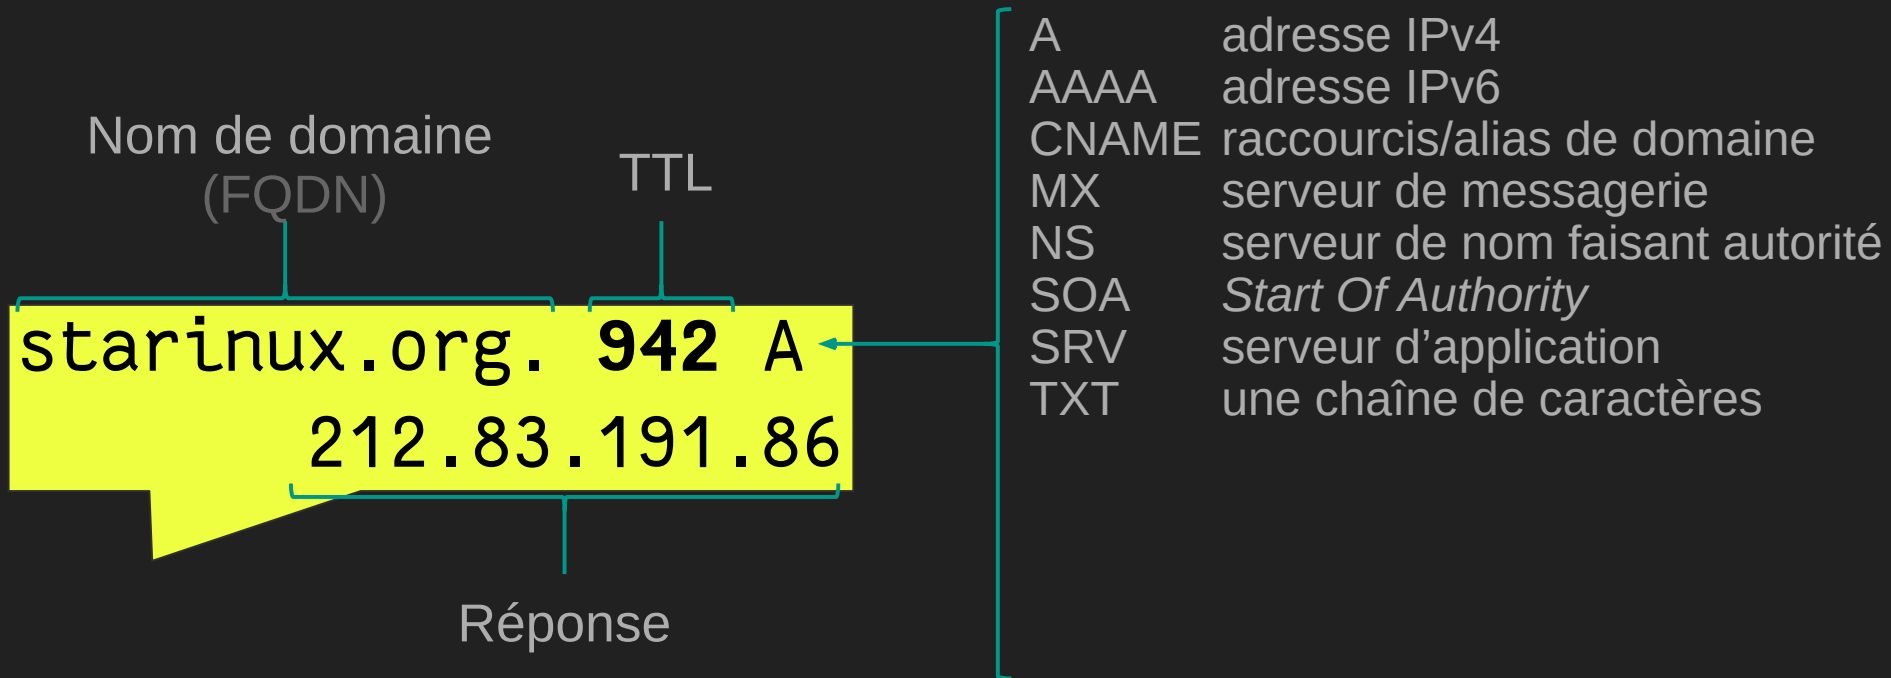 Nom de domaine
(FQDN)
TTL
starinux.org. 942 A
212.83.191.86
Réponse
A adresse IPv4
AAAA adresse IPv6
CNAME raccourcis/alias de domaine
MX serveur de messagerie
NS serveur de nom faisant autorité
SOA Start Of Authority
SRV serveur d’application
TXT une chaîne de caractères